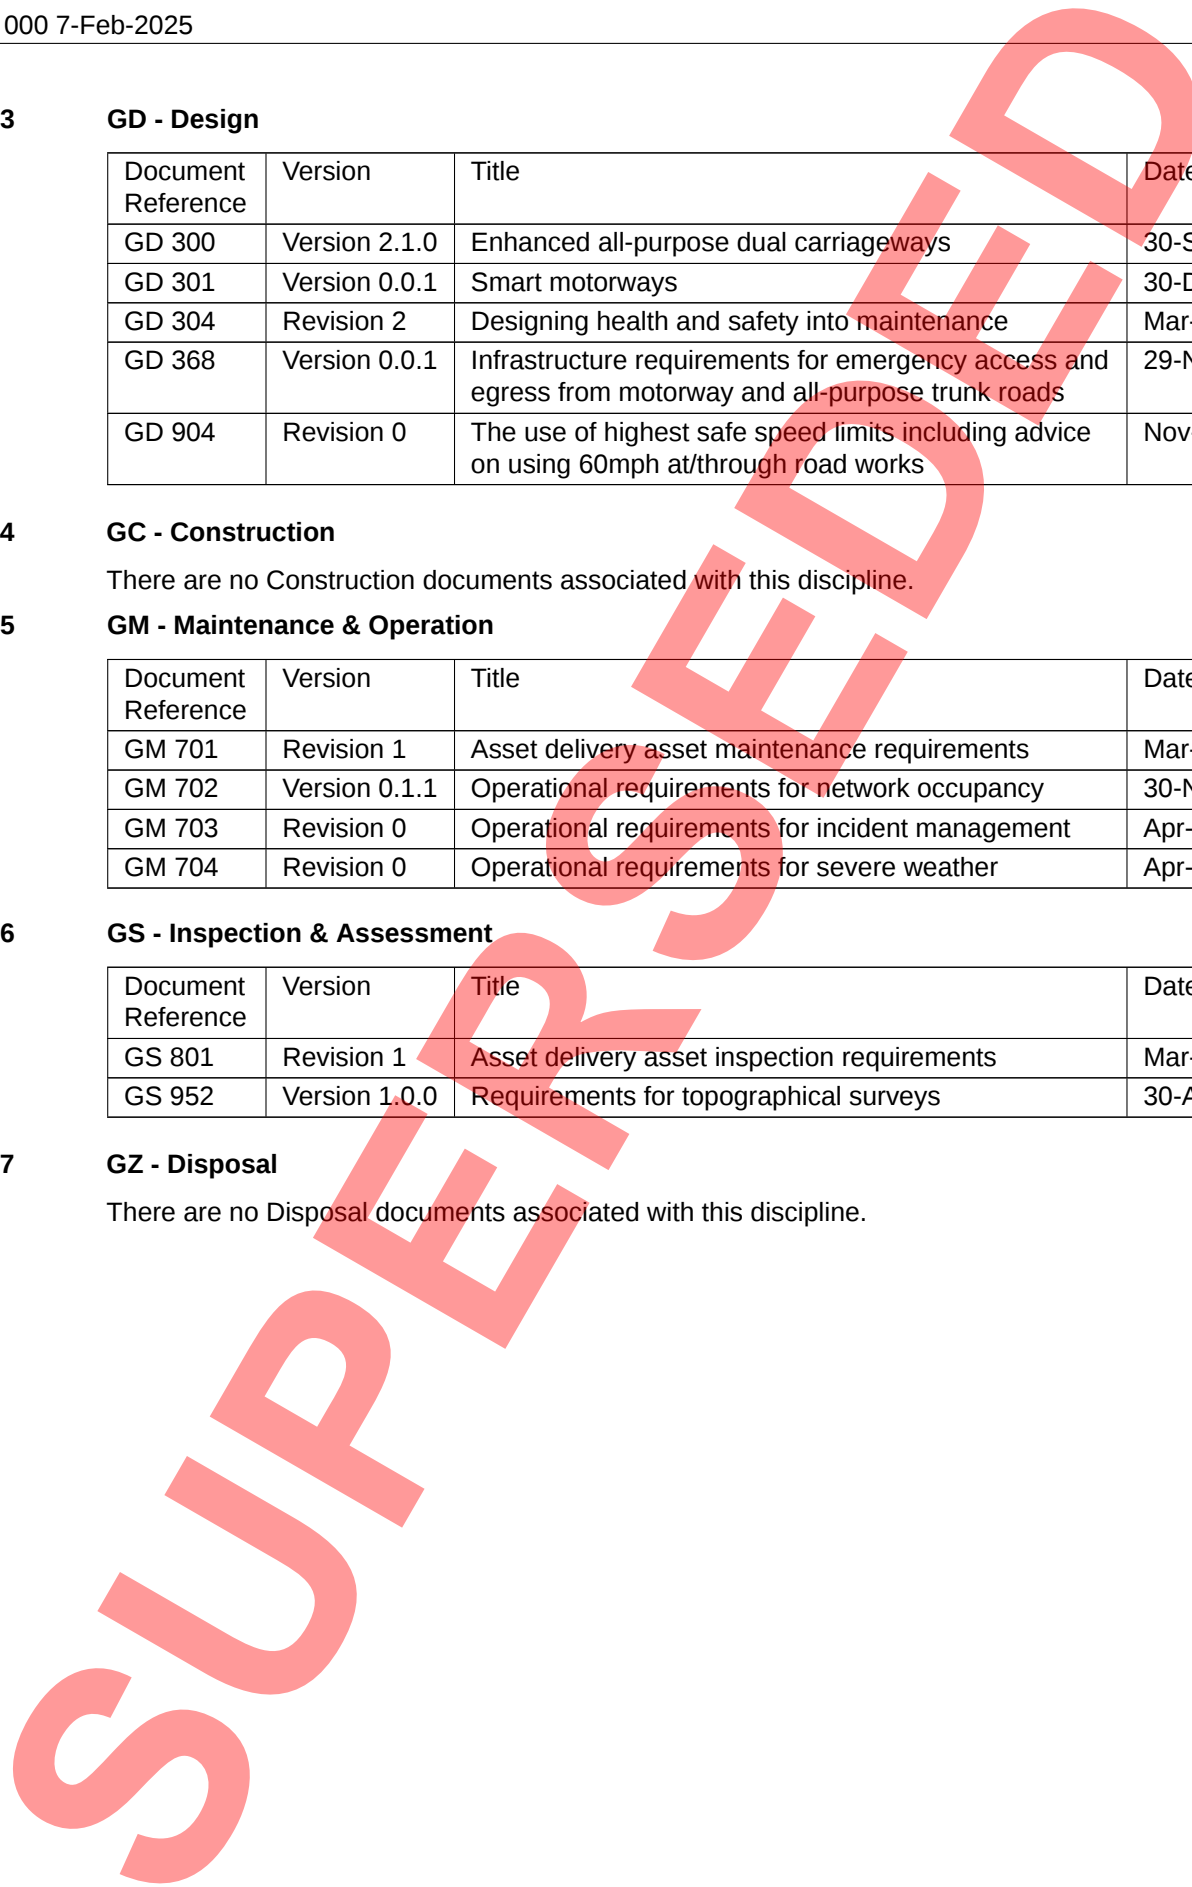 000 7-Feb-2025
3 GD - Design
Document Version Title Date
Reference
GD 300 Version 2.1.0 Enhanced all-purpose dual carriageways 30-S
GD 301 Version 0.0.1 Smart motorways 30-D
GD 304 Revision 2 Designing health and safety into maintenance Mar-
GD 368 Version 0.0.1 Infrastructure requirements for emergency access and 29-N
egress from motorway and all-purpose trunk roads
GD 904 Revision 0 The use of highest safe speed limits including advice Nov-
on using 60mph at/through road works
4 GC - Construction
There are no Construction documents associated with this discipline.
5 GM - Maintenance & Operation
Document Version Title Date
Reference
GM 701 Revision 1 Asset delivery asset maintenance requirements Mar-
GM 702 Version 0.1.1 Operational requirements for network occupancy 30-N
GM 703 Revision 0 Operational requirements for incident management Apr-
GM 704 Revision 0 Operational requirements for severe weather Apr-
6 GS - Inspection & Assessment
Document Version Title Date
Reference
GS 801 Revision 1 Asset delivery asset inspection requirements Mar-
GS 952 Version 1.0.0 Requirements for topographical surveys 30-A
7 GZ - Disposal
There are no Disposal documents associated with this discipline.
SUPERSEDED